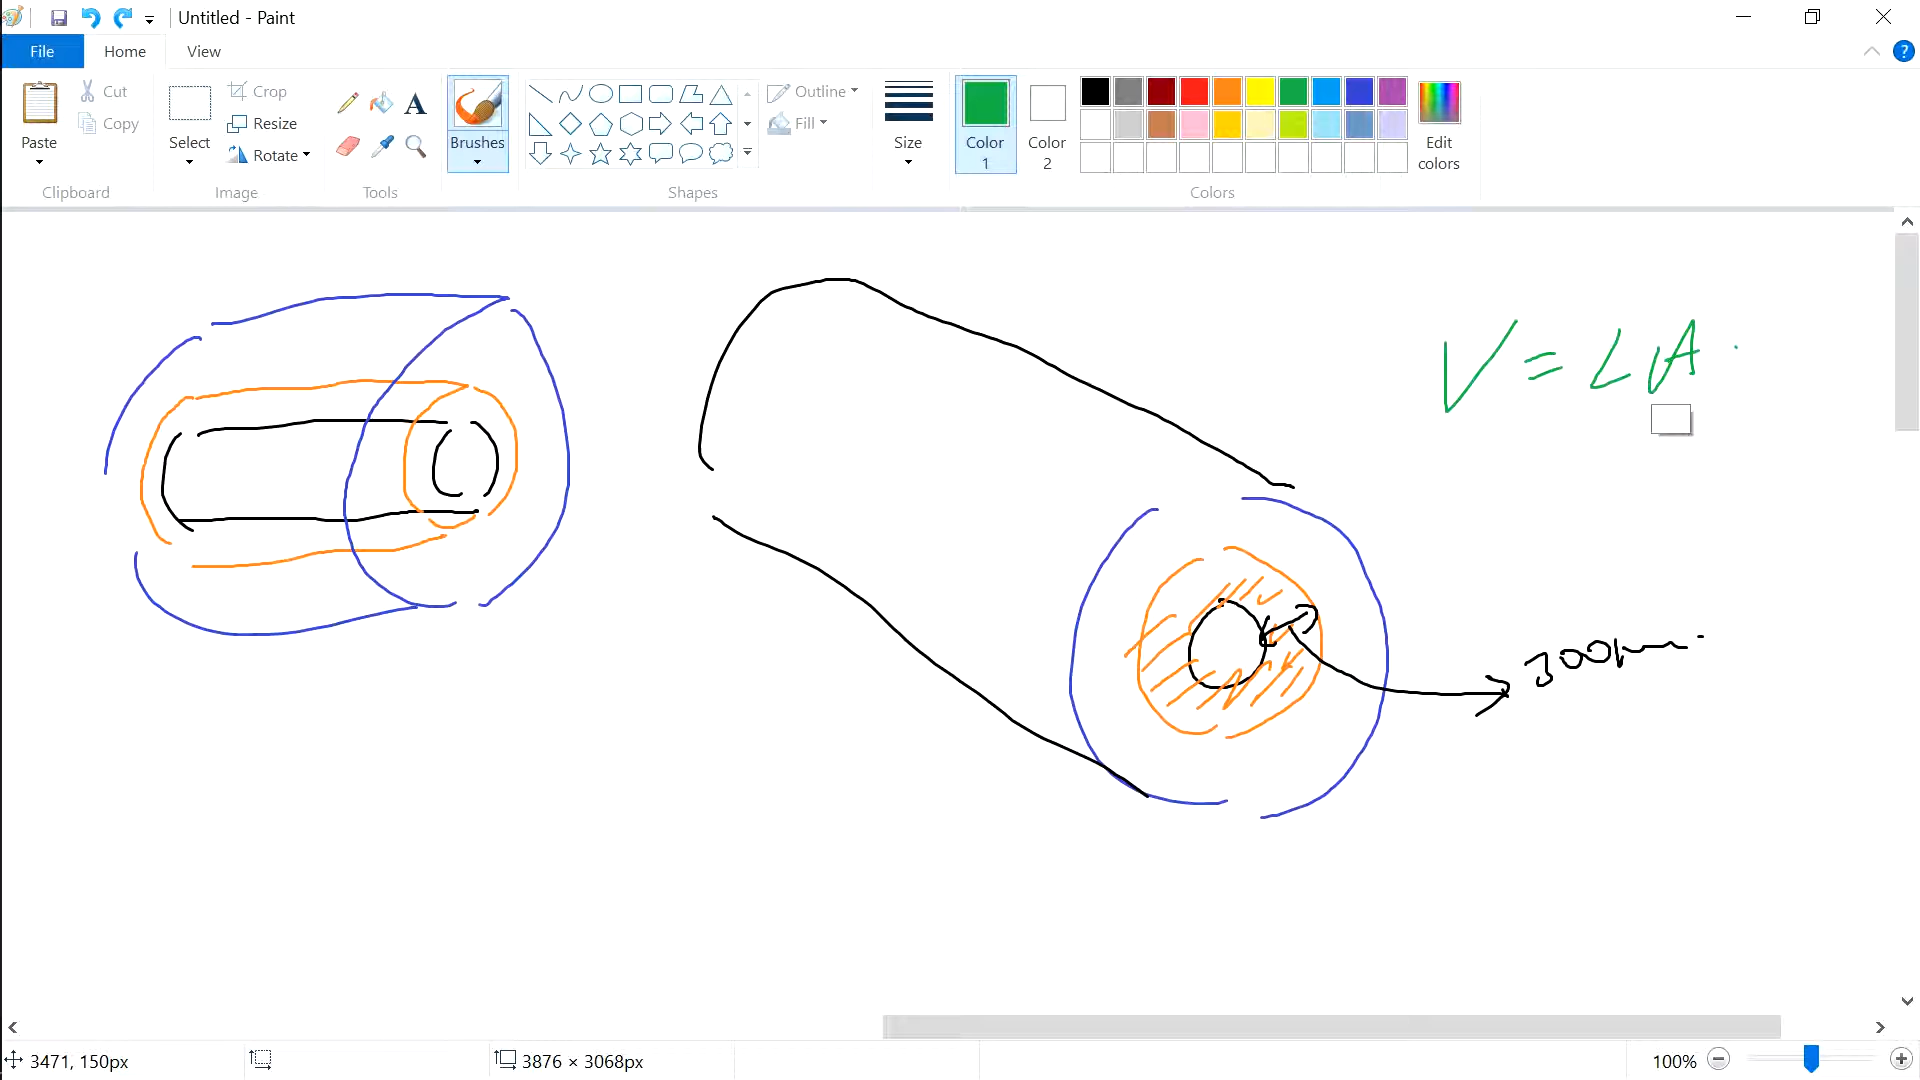 Untitled - Paint
File
Home
View
Paste
Cut
Copy
Clipboard
Select
Crop
Resize
Rotate
Image
A
Tools
Brushes
Outline
Fill
Shapes
Size
Color
1
Color
2
Edit
colors
Colors
?
V = LA
300μm
3471, 150px
3876 × 3068px
100%